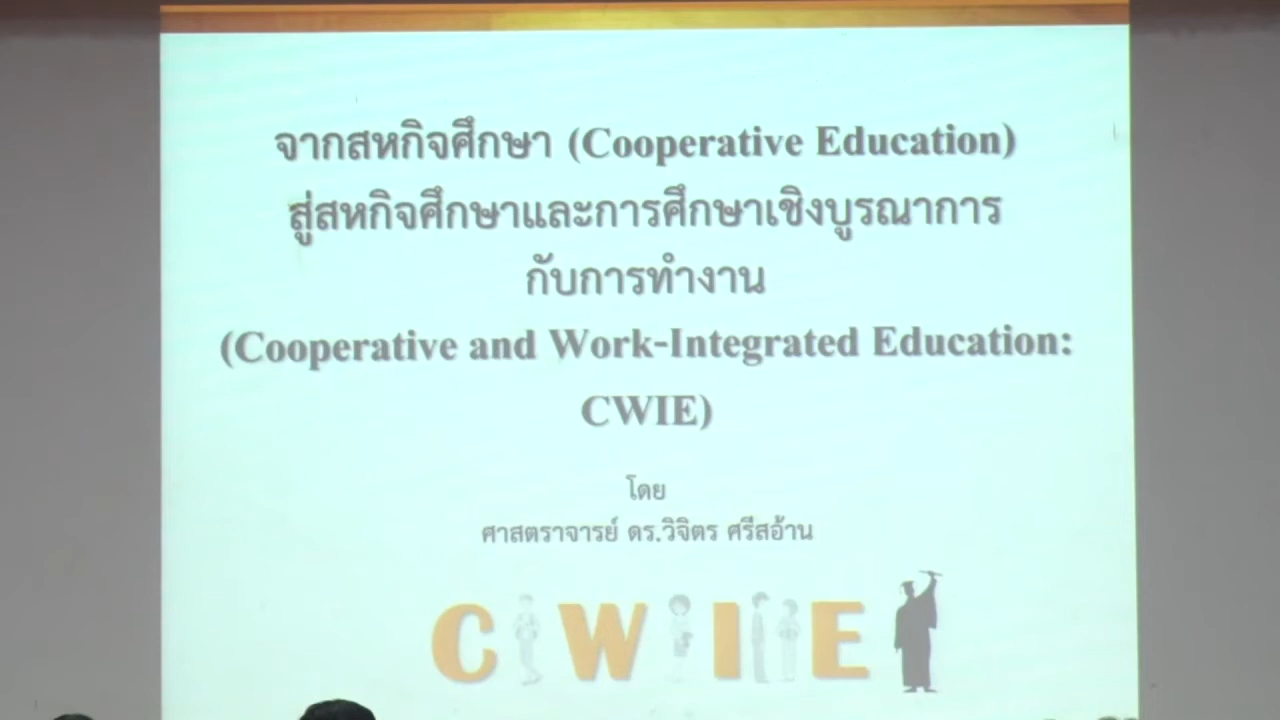 จากสหกิจศึกษา (Cooperative Education)
สู่สหกิจศึกษาและการศึกษาเชิงบูรณาการ
กับการทำงาน
(Cooperative and Work-Integrated Education:
CWIE)
โดย
ศาสตราจารย์ ดร.วิจิตร ศรีสอ้าน
CWIE